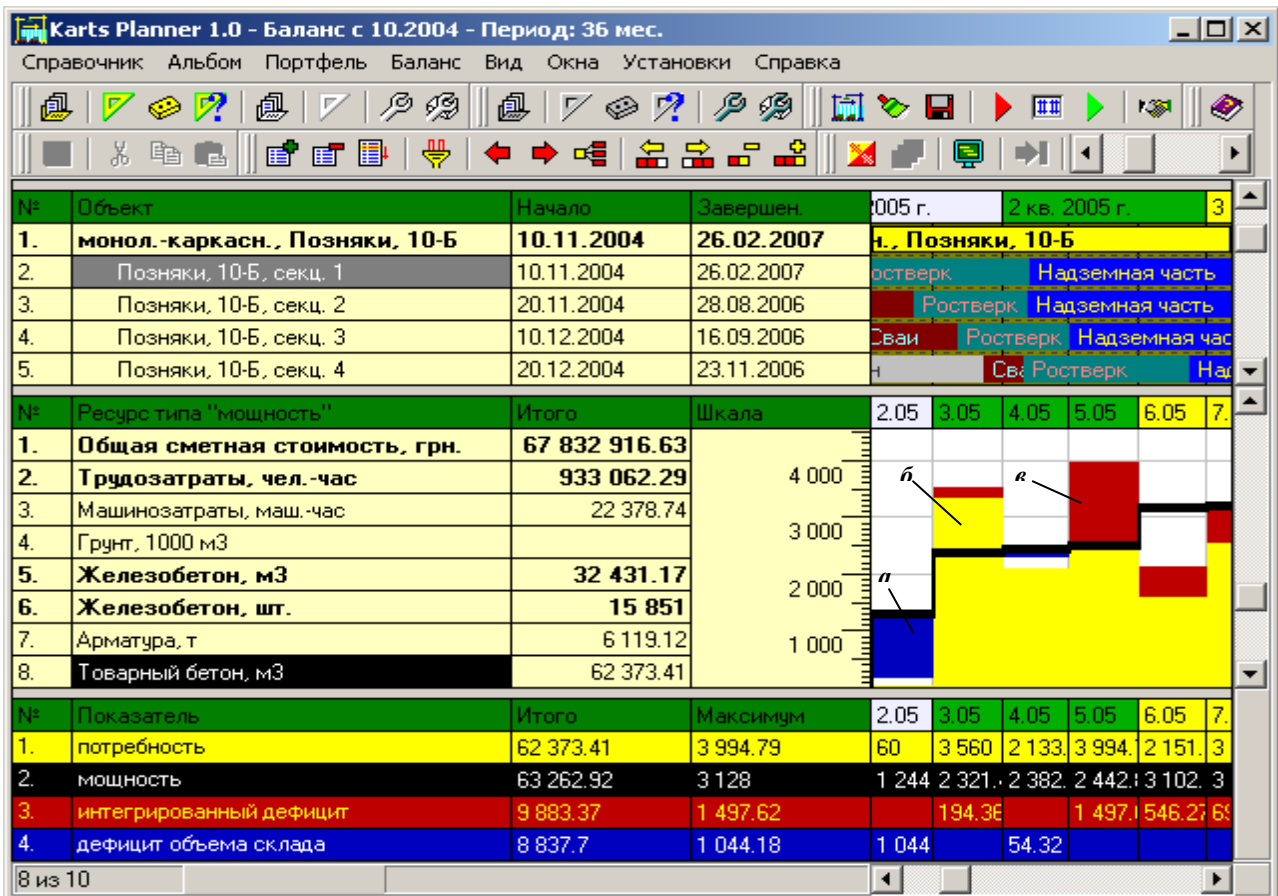 Karts Planner 1.0 - Баланс с 10.2004 - Период: 36 мес.
Справочник Альбом Портфель Баланс Вид Окна Установки Справка
№ Объект Начало Завершен. 2005 г. 2 кв. 2005 г. 3
1. монол.-каркасн., Позняки, 10-Б 10.11.2004 26.02.2007 н., Позняки, 10-Б
2. Позняки, 10-Б, секц. 1 10.11.2004 26.02.2007 остверк Надземная часть
3. Позняки, 10-Б, секц. 2 20.11.2004 28.08.2006 Ростверк Надземная часть
4. Позняки, 10-Б, секц. 3 10.12.2004 16.09.2006 Сваи Ростверк Надземная час
5. Позняки, 10-Б, секц. 4 20.12.2004 23.11.2006 н Сва Ростверк Над
№ Ресурс типа "мощность" Итого Шкала 2.05 3.05 4.05 5.05 6.05 7.
1. Общая сметная стоимость, грн. 67 832 916.63
2. Трудозатраты, чел.-час 933 062.29 4 000 б в
3. Машинозатраты, маш.-час 22 378.74
4. Грунт, 1000 м3 3 000
5. Железобетон, м3 32 431.17 2 000 а
6. Железобетон, шт. 15 851
7. Арматура, т 6 119.12 1 000
8. Товарный бетон, м3 62 373.41
№ Показатель Итого Максимум 2.05 3.05 4.05 5.05 6.05 7.
1. потребность 62 373.41 3 994.79 60 3 560 2 133. 3 994. 2 151. 3
2. мощность 63 262.92 3 128 1 244 2 321. 2 382. 2 442. 3 102. 3
3. интегрированный дефицит 9 883.37 1 497.62 194.36 1 497. 546.27 69
4. дефицит объема склада 8 837.7 1 044.18 1 044 54.32
8 из 10